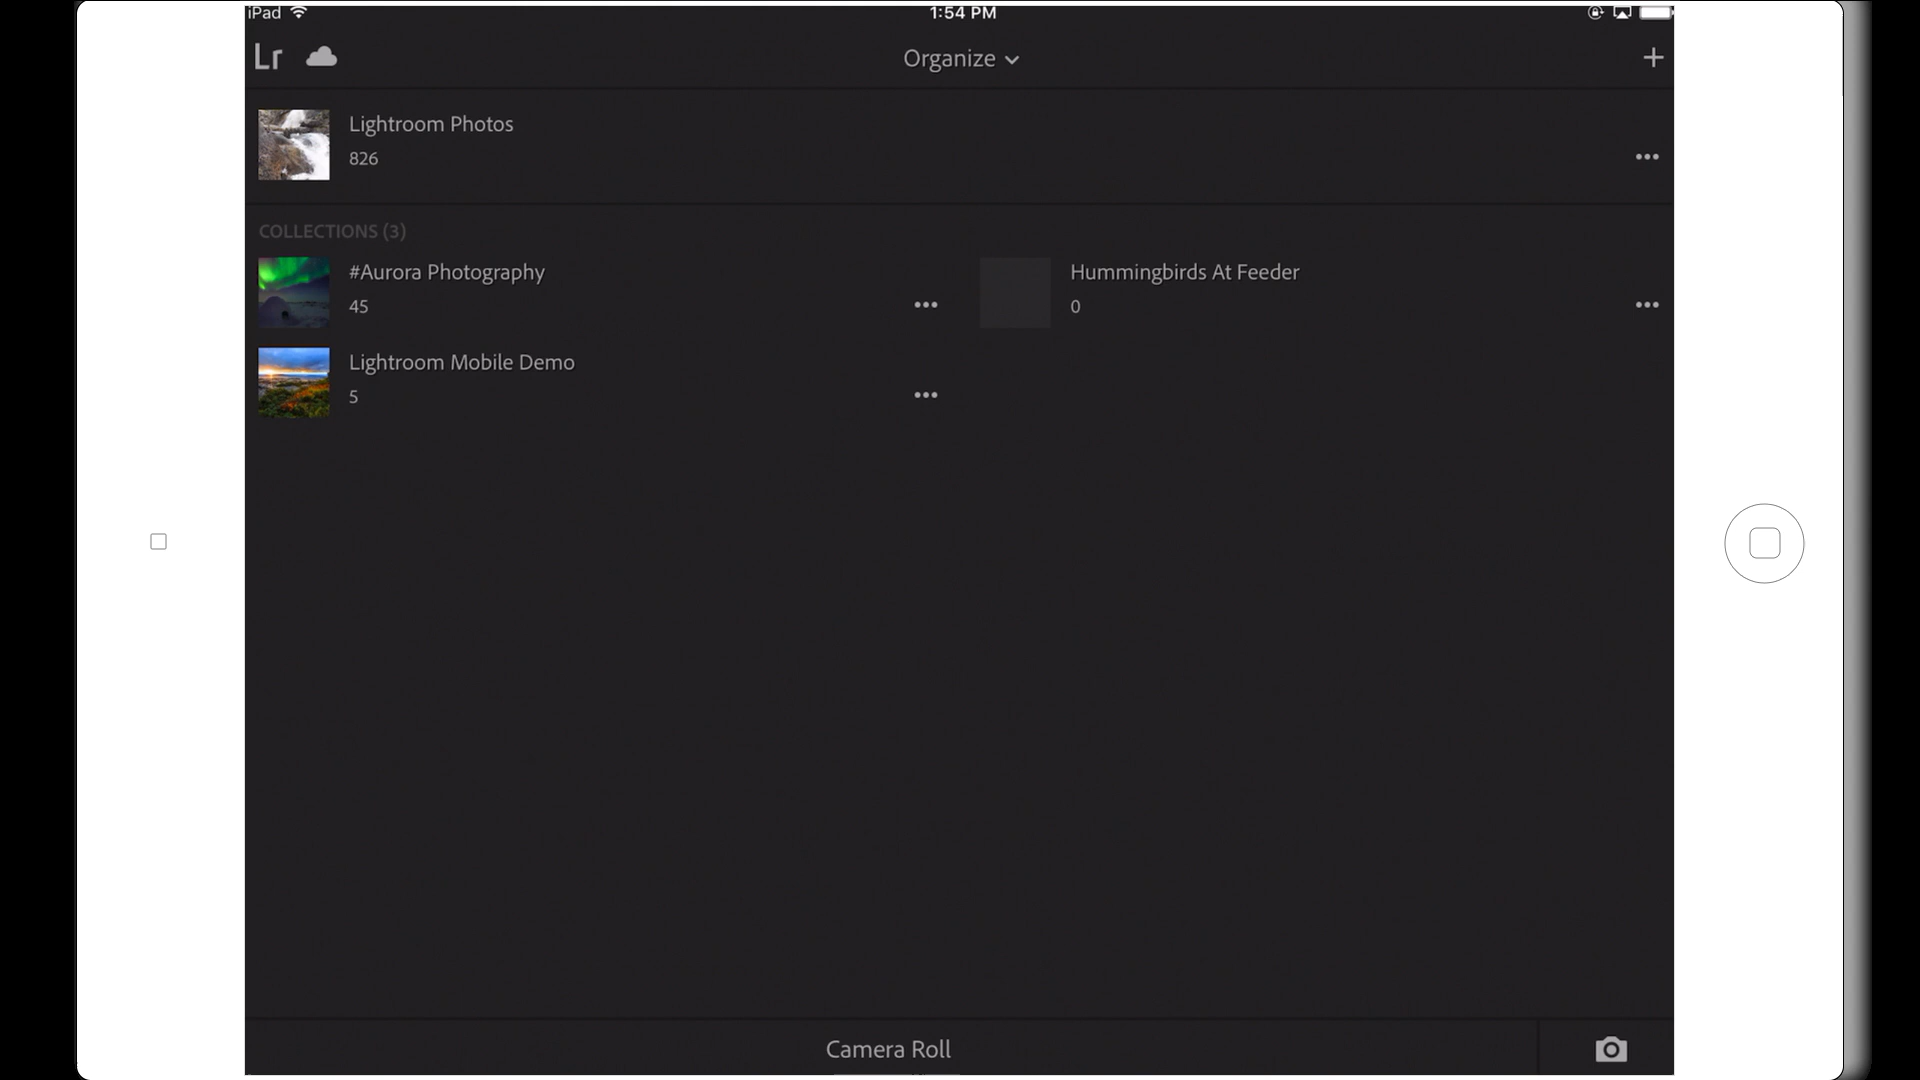 iPad
1:54 PM
Lr
Organize
Lightroom Photos
826
COLLECTIONS (3)
#Aurora Photography
45
Hummingbirds At Feeder
0
Lightroom Mobile Demo
5
Camera Roll